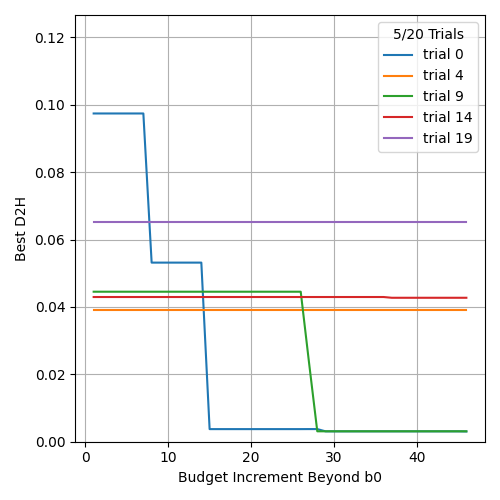 0.12
0.10
0.08
0.06
0.04
0.02
0.00
Best D2H
5/20 Trials
trial 0
trial 4
trial 9
trial 14
trial 19
0 10 20 30 40
Budget Increment Beyond b0